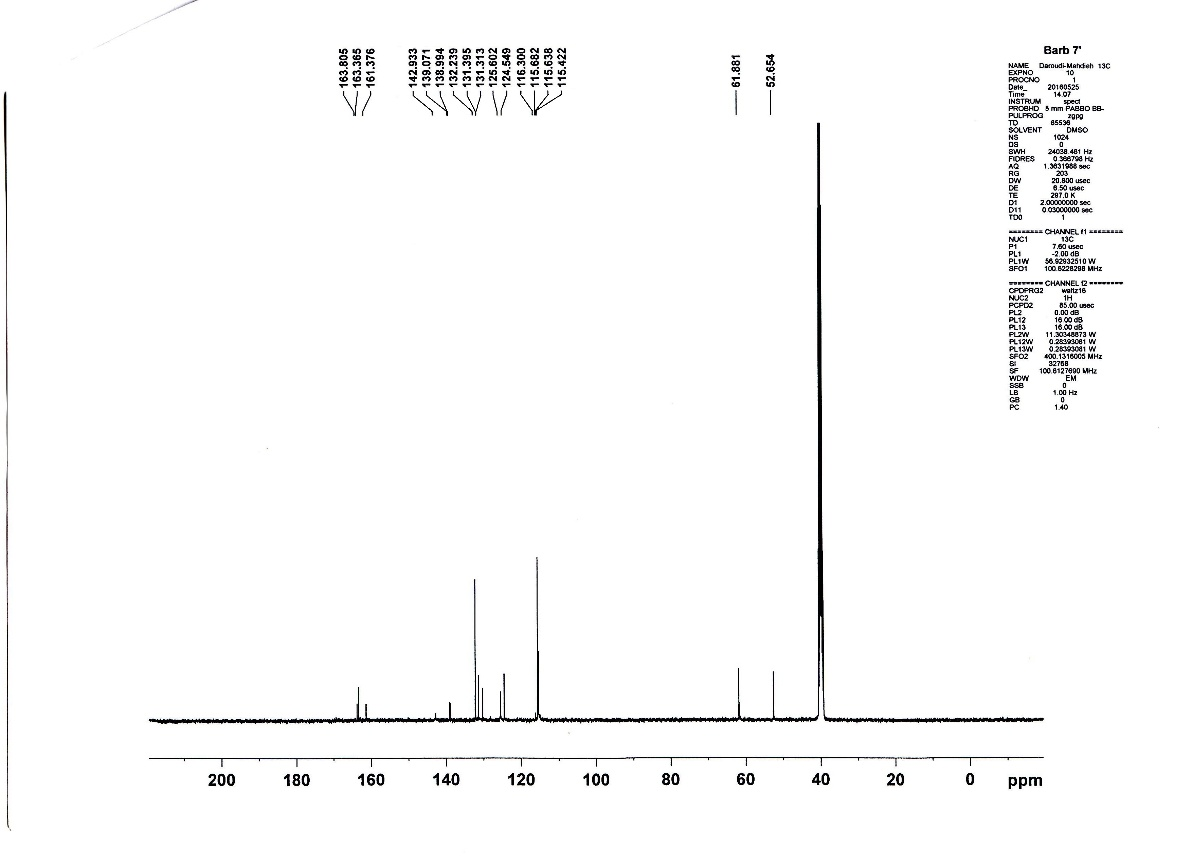 163.805
163.365
161.376
142.933
139.071
138.994
132.239
131.395
131.313
125.602
124.549
116.300
115.682
115.638
115.422
61.881
52.654
Barb 7'
NAME Daroudi-Mahdieh 13C
EXPNO 10
PROCNO 1
Date_ 20160525
Time 14.07
INSTRUM spect
PROBHD 5 mm PABBO BB-
PULPROG zgpg
TD 65536
SOLVENT DMSO
NS 1024
DS 0
SWH 24038.461 Hz
FIDRES 0.366798 Hz
AQ 1.3631988 sec
RG 203
DW 20.800 usec
DE 6.50 usec
TE 297.0 K
D1 2.00000000 sec
D11 0.03000000 sec
TD0 1
======== CHANNEL f1 ========
NUC1 13C
P1 7.60 usec
PL1 -2.00 dB
PL1W 56.92932510 W
SFO1 100.6228298 MHz
======== CHANNEL f2 ========
CPDPRG2 waltz16
NUC2 1H
PCPD2 85.00 usec
PL2 0.00 dB
PL12 16.00 dB
PL13 16.00 dB
PL2W 11.30348873 W
PL12W 0.28393081 W
PL13W 0.28393081 W
SFO2 400.1316005 MHz
SI 32768
SF 100.6127690 MHz
WDW EM
SSB 0
LB 1.00 Hz
GB 0
PC 1.40
200 180 160 140 120 100 80 60 40 20 0 ppm